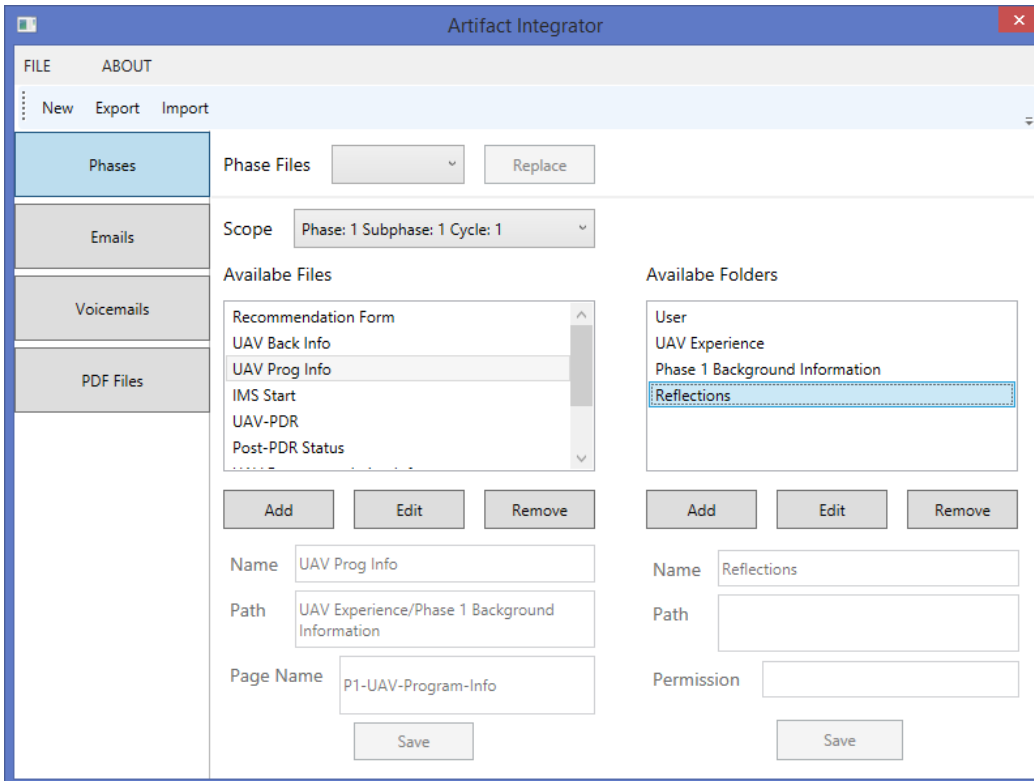 Artifact Integrator
FILE ABOUT
New Export Import
Phases
Phase Files
Replace
Emails
Scope
Phase: 1 Subphase: 1 Cycle: 1
Voicemails
PDF Files
Availabe Files
Recommendation Form
UAV Back Info
UAV Prog Info
IMS Start
UAV-PDR
Post-PDR Status
Add Edit Remove
Name UAV Prog Info
Path UAV Experience/Phase 1 Background
Information
Page Name P1-UAV-Program-Info
Save
Availabe Folders
User
UAV Experience
Phase 1 Background Information
Reflections
Add Edit Remove
Name Reflections
Path
Permission
Save